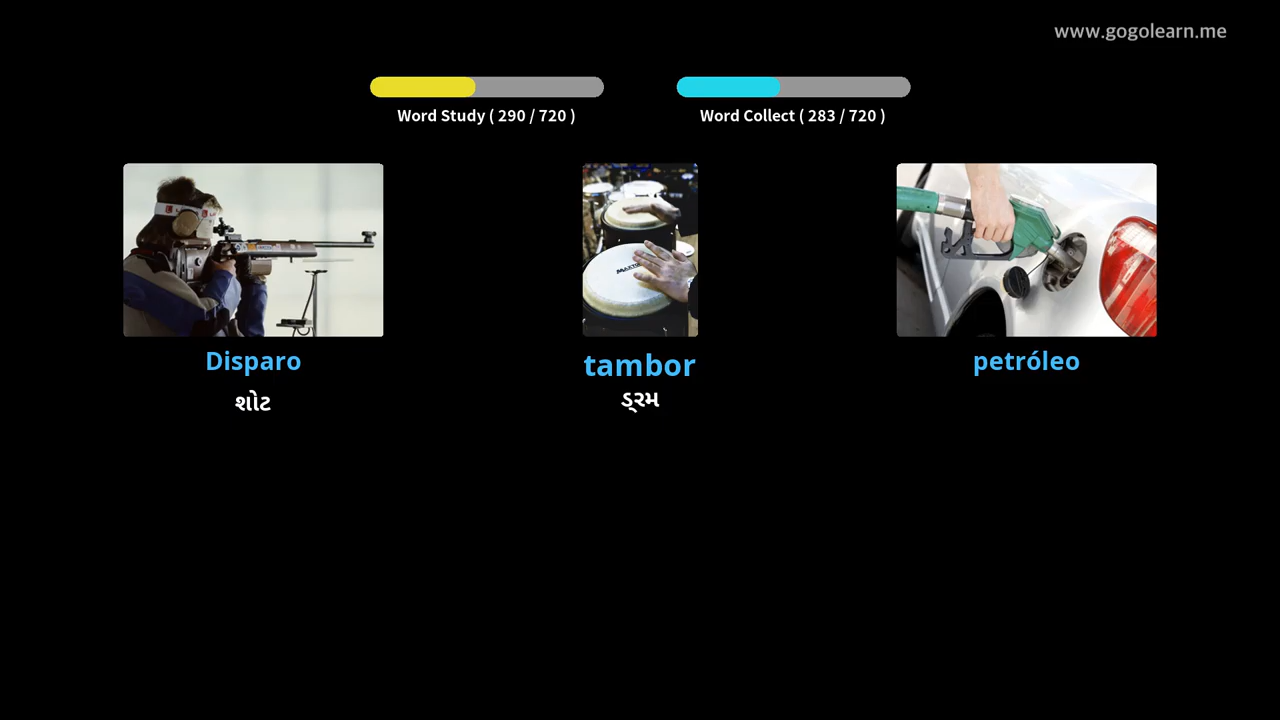 www.gogolearn.me
Word Study ( 290 / 720 )
Word Collect ( 283 / 720 )
Disparo
tambor
petróleo
શોટ
ડ્રમ